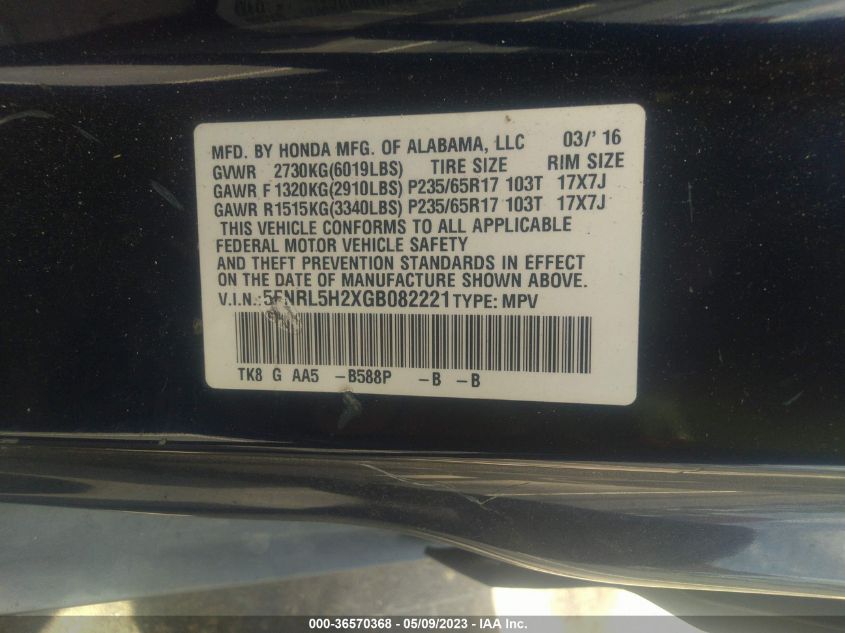 MFD. BY HONDA MFG. OF ALABAMA, LLC 03/' 16
GVWR 2730KG(6019LBS) TIRE SIZE RIM SIZE
GAWR F 1320KG(2910LBS) P235/65R17 103T 17X7J
GAWR R1515KG(3340LBS) P235/65R17 103T 17X7J
THIS VEHICLE CONFORMS TO ALL APPLICABLE
FEDERAL MOTOR VEHICLE SAFETY
AND THEFT PREVENTION STANDARDS IN EFFECT
ON THE DATE OF MANUFACTURE SHOWN ABOVE.
V.I.N.:5FNRL5H2XGB082221 TYPE: MPV
TK8 G AA5 -B588P -B -B
000-36570368 - 05/09/2023 - IAA Inc.